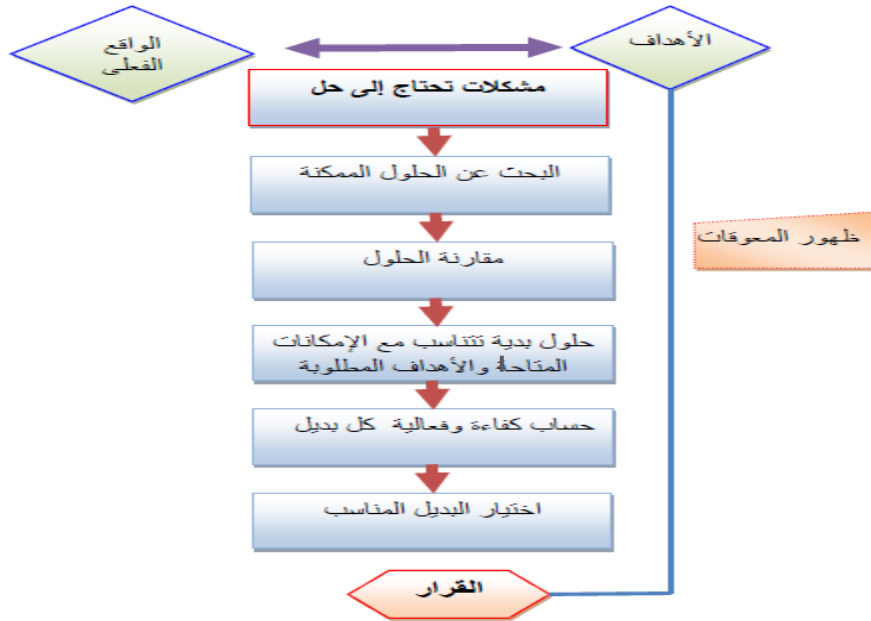 الأهداف
الواقع
الفعلى
مشكلات تحتاج إلى حل
البحث عن الحلول الممكنة
ظهور المعوقات
مقارنة الحلول
حلول بدية تتناسب مع الإمكانات
المتاحة والأهداف المطلوبة
حساب كفاءة وفعالية كل بديل
اختيار البديل المناسب
القرار